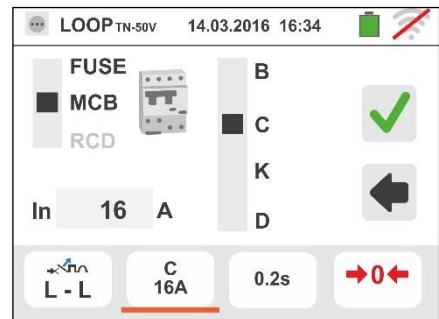 LOOP TN-50V 14.03.2016 16:34
FUSE
MCB
RCD
B
C
K
D
In 16 A
L - L
C
16A
0.2s
0